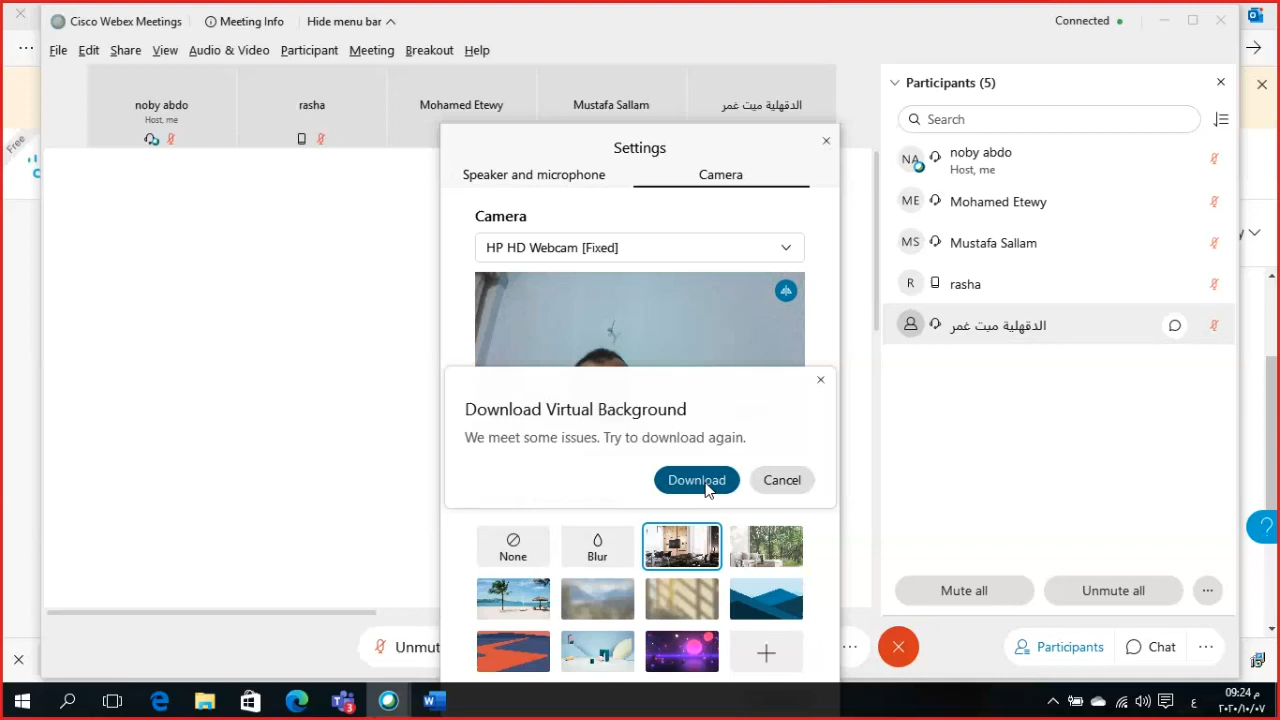 Cisco Webex Meetings
Meeting Info
Hide menu bar
Connected
File Edit Share View Audio & Video Participant Meeting Breakout Help
noby abdo
Host, me
rasha
Mohamed Etewy
Mustafa Sallam
الدقهلية ميت غمر
Free
Participants (5)
Search
NA
noby abdo
Host, me
ME
Mohamed Etewy
MS
Mustafa Sallam
R
rasha
الدقهلية ميت غمر
Settings
Speaker and microphone
Camera
Camera
HP HD Webcam [Fixed]
Download Virtual Background
We meet some issues. Try to download again.
Download
Cancel
None
Blur
Mute all
Unmute all
Unmut
Participants
Chat
3
ع
09:24 م
٢٠٢٠/١٠/٠٧